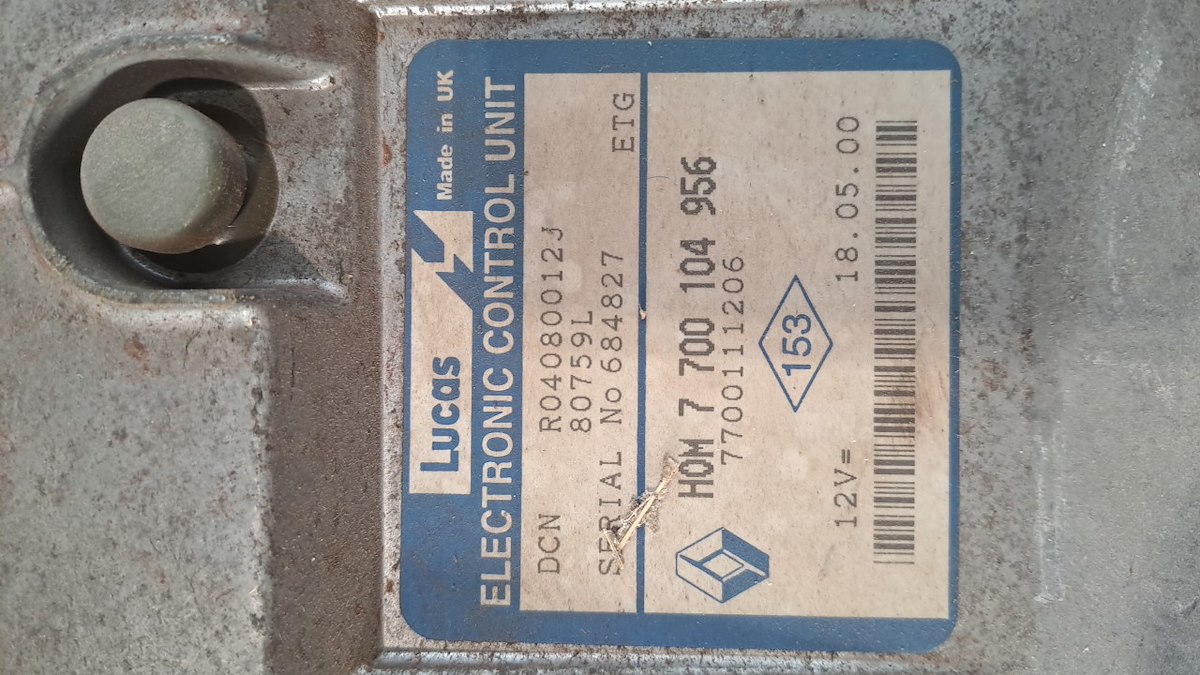 Lucas Made in UK
ELECTRONIC CONTROL UNIT
DCN R04080012J
80759L
SERIAL No 684827 ETG
HOM 7 700 104 956
7700111206
153
12V= 18.05.00